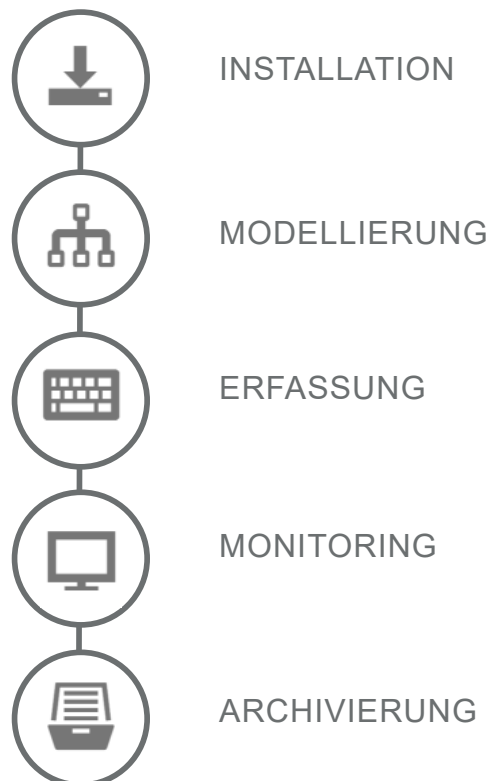 INSTALLATION
MODELLIERUNG
ERFASSUNG
MONITORING
ARCHIVIERUNG